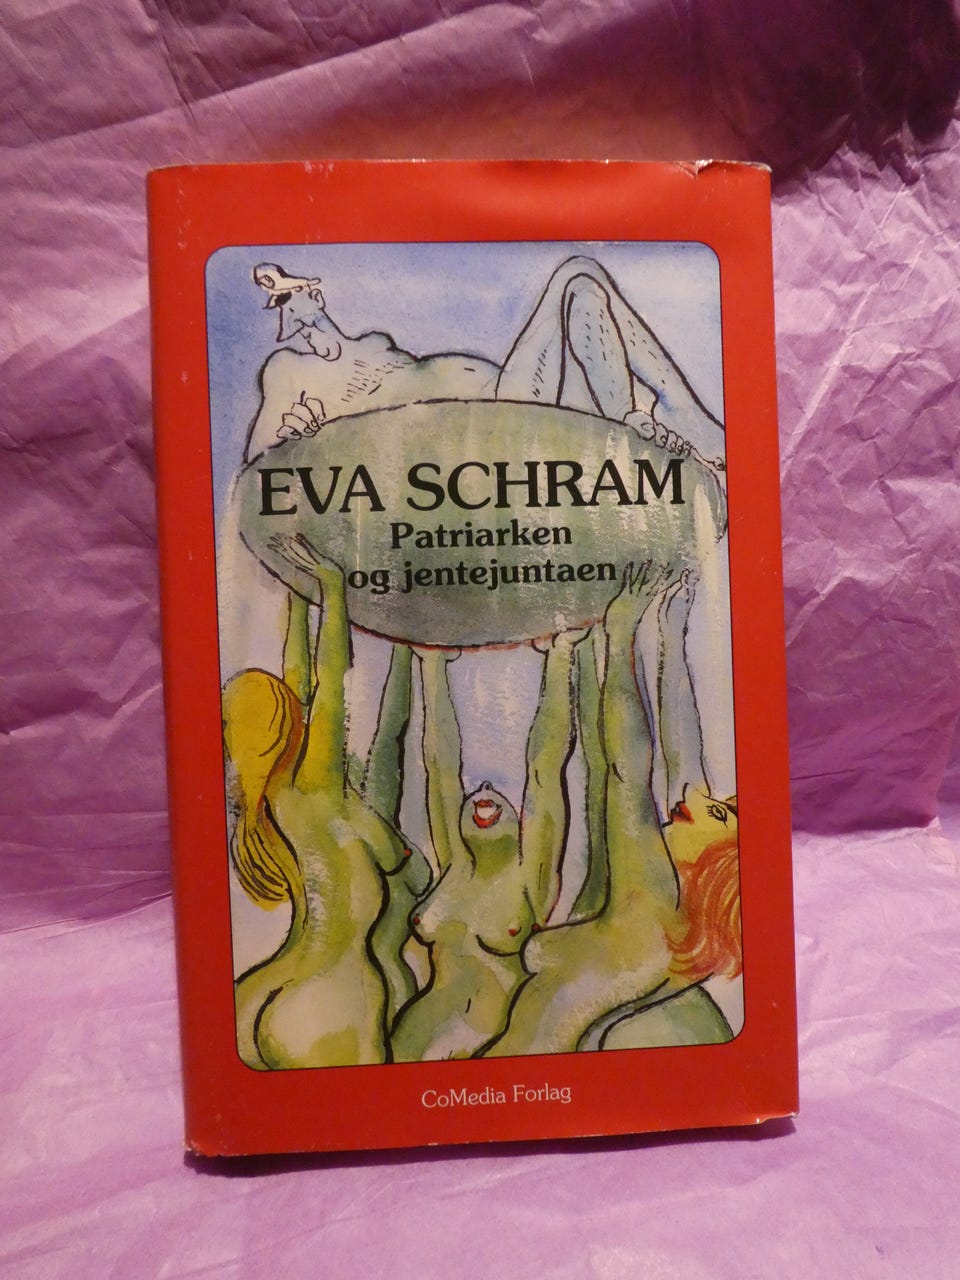 EVA SCHRAM
Patriarken
og jentejuntaen
CoMedia Forlag